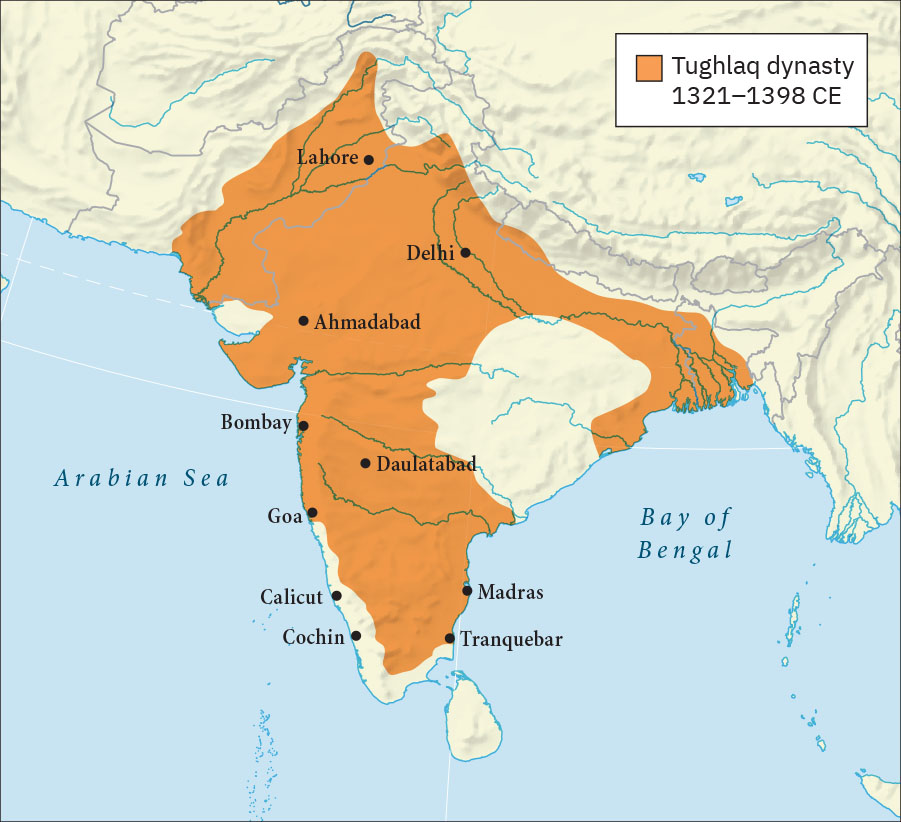 Tughlaq dynasty
1321–1398 CE
Lahore
Delhi
Ahmadabad
Bombay
Daulatabad
Arabian Sea
Goa
Bay of
Bengal
Calicut
Madras
Cochin
Tranquebar